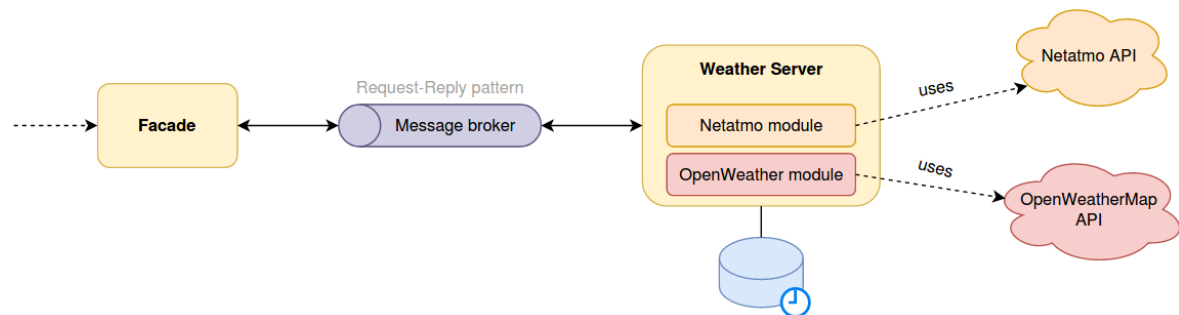 Facade
Request-Reply pattern
Message broker
Weather Server
Netatmo module
OpenWeather module
uses
Netatmo API
uses
OpenWeatherMap
API